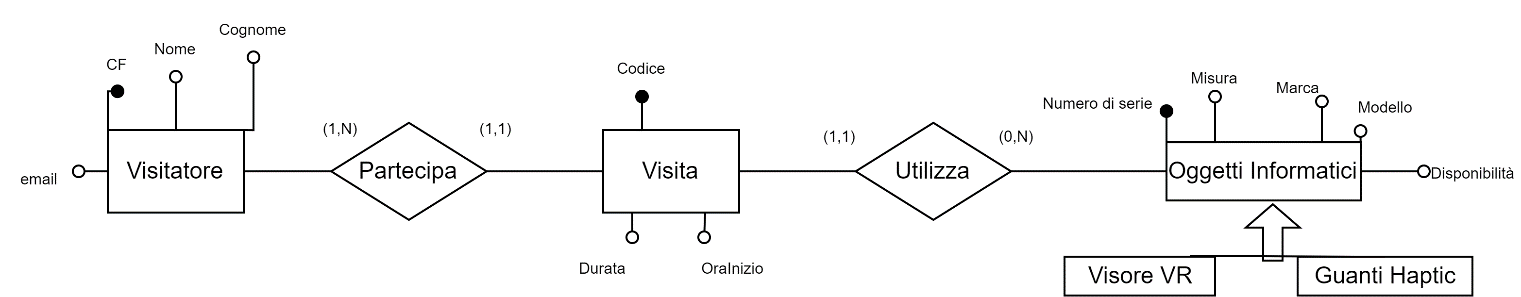 Cognome
Nome
CF
Codice
Misura
Marca
Numero di serie
Modello
(1,N)
(1,1)
(1,1)
(0,N)
email
Visitatore
Partecipa
Visita
Utilizza
Oggetti Informatici
Disponibilità
Durata
OraInizio
Visore VR
Guanti Haptic